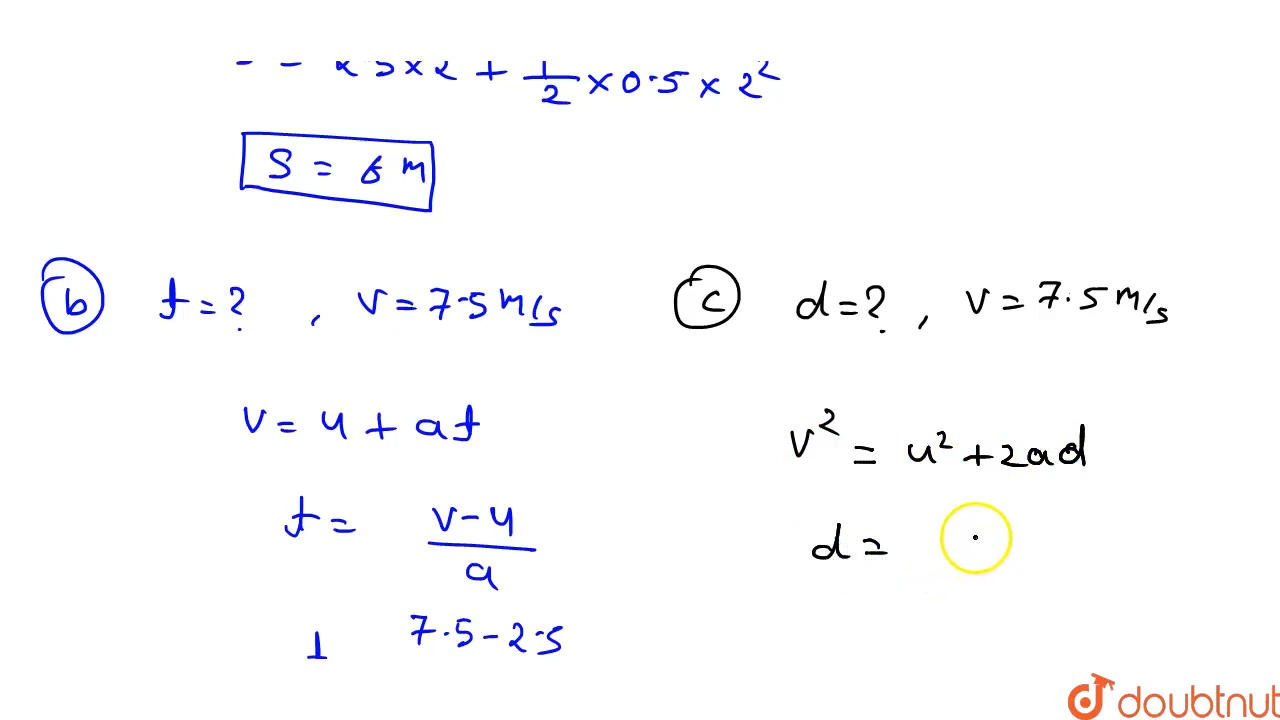 × 2 + 1/2 × 0.5 × 2²
S = 6 m
b t = ? , v = 7.5 m/s
v = u + at
t = v - u / a
7.5 - 2.5
c d = ? , v = 7.5 m/s
v² = u² + 2ad
d =
doubtnut